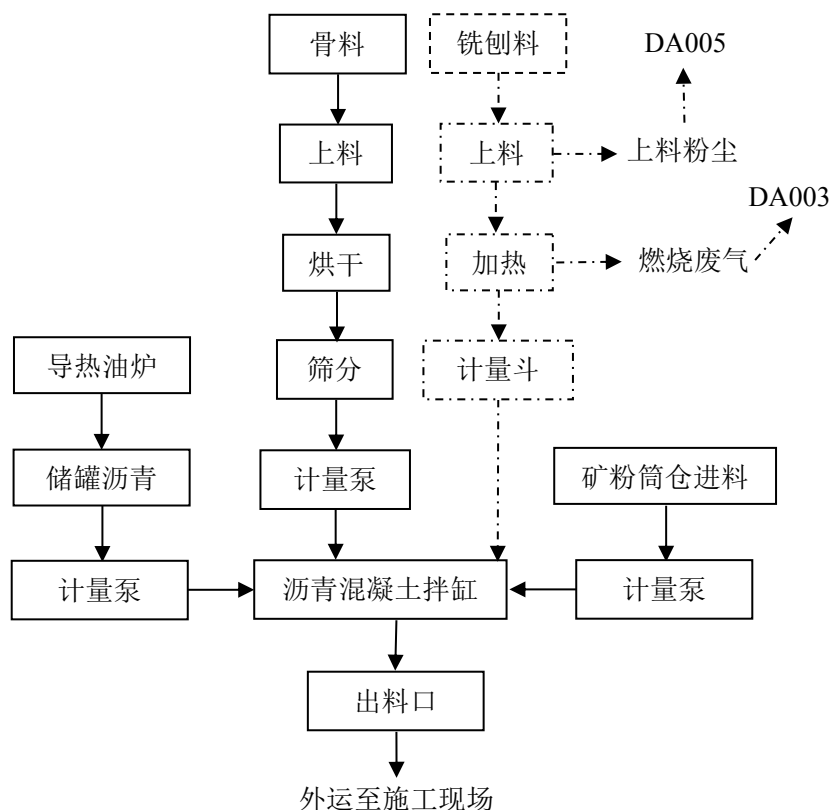 骨料
铣刨料
DA005
上料
上料
上料粉尘
DA003
烘干
加热
燃烧废气
导热油炉
筛分
计量斗
储罐沥青
计量泵
矿粉筒仓进料
计量泵
沥青混凝土拌缸
计量泵
出料口
外运至施工现场